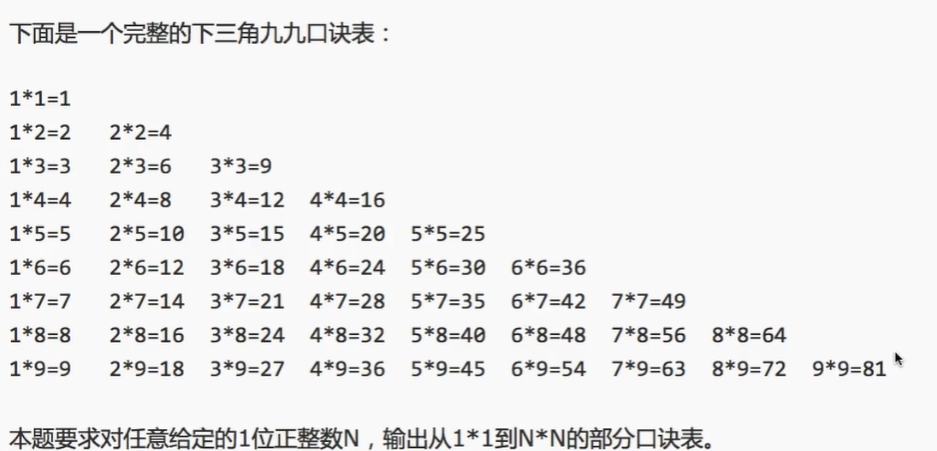 下面是一个完整的下三角九九口诀表：
1*1=1
1*2=2   2*2=4
1*3=3   2*3=6   3*3=9
1*4=4   2*4=8   3*4=12  4*4=16
1*5=5   2*5=10  3*5=15  4*5=20  5*5=25
1*6=6   2*6=12  3*6=18  4*6=24  5*6=30  6*6=36
1*7=7   2*7=14  3*7=21  4*7=28  5*7=35  6*7=42  7*7=49
1*8=8   2*8=16  3*8=24  4*8=32  5*8=40  6*8=48  7*8=56  8*8=64
1*9=9   2*9=18  3*9=27  4*9=36  5*9=45  6*9=54  7*9=63  8*9=72  9*9=81
本题要求对任意给定的1位正整数N，输出从1*1到N*N的部分口诀表。